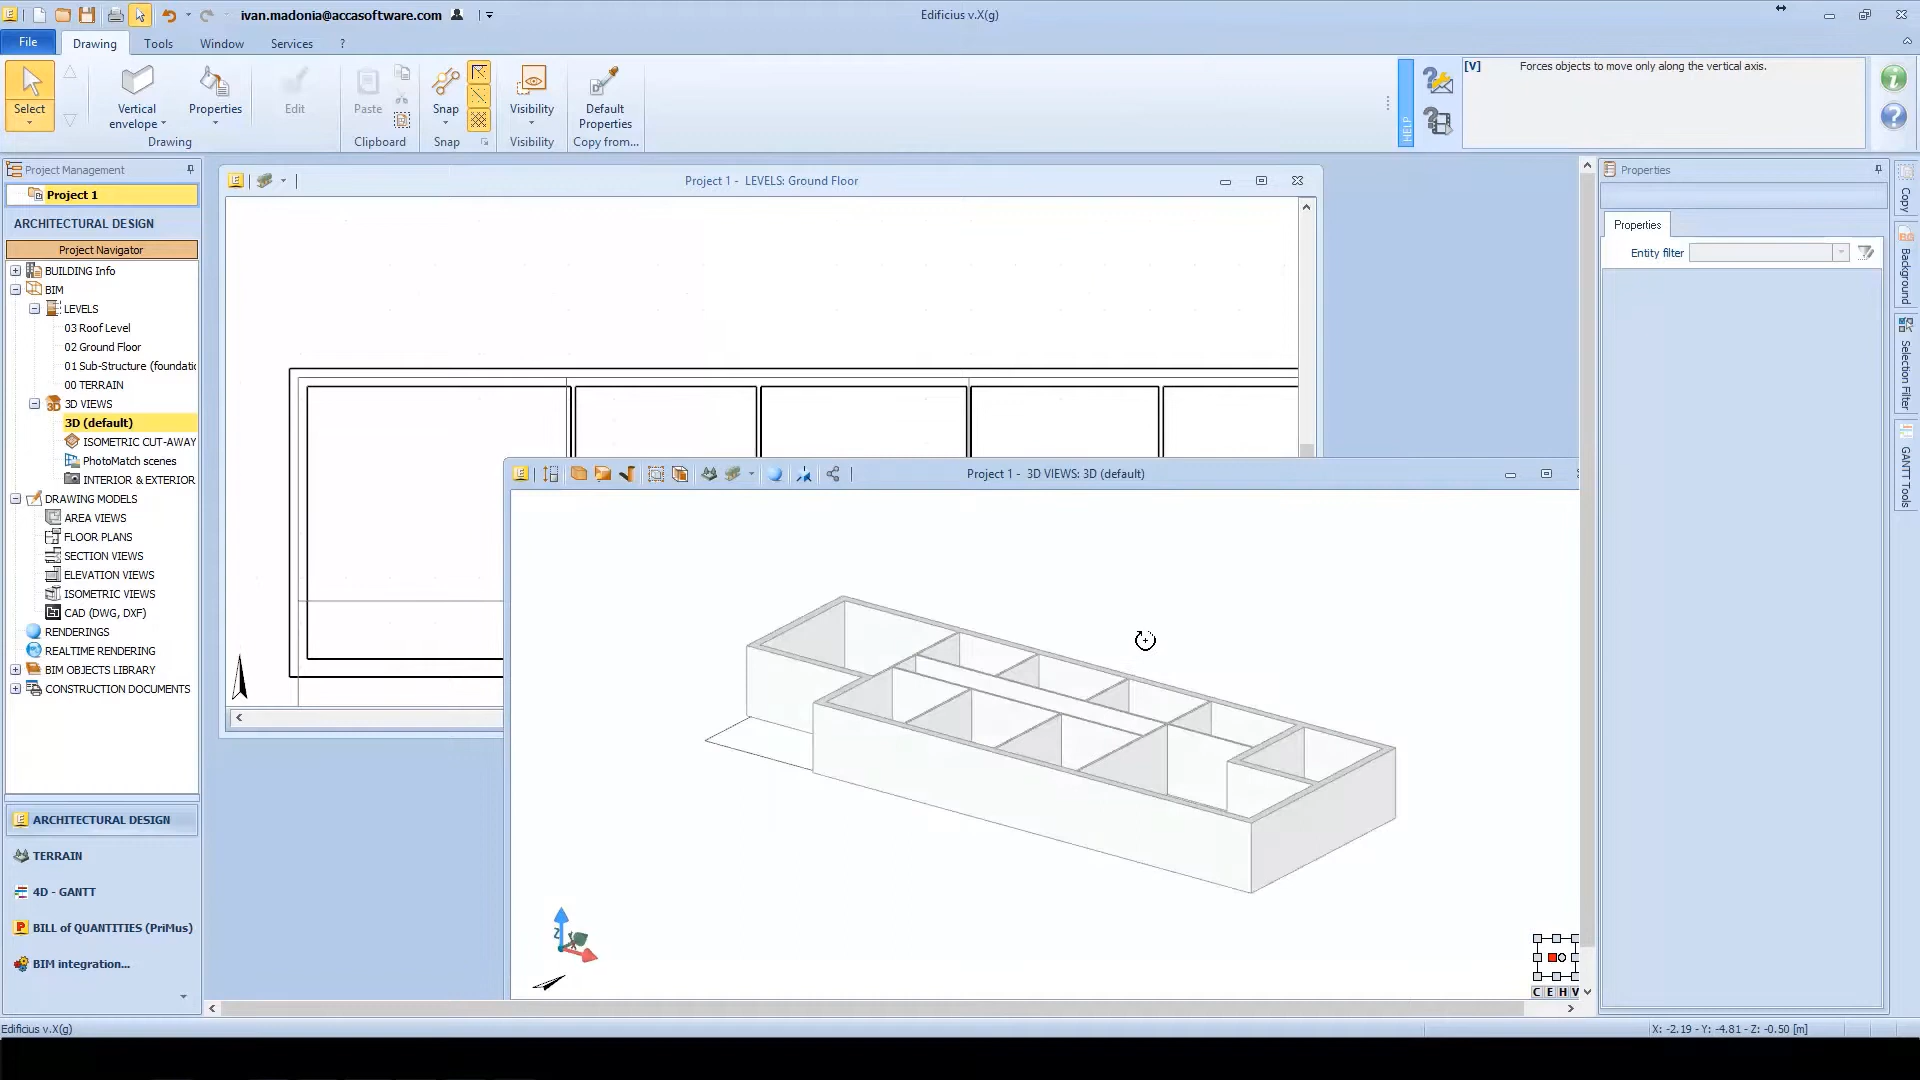 ivan.madonia@accasoftware.com
Edificius v.X(g)
File
Drawing
Tools
Window
Services
?
Select
Vertical
envelope
Properties
Edit
Paste
Snap
Visibility
Default
Properties
Drawing
Clipboard
Snap
Visibility
Copy from...
HELP
[V]
Forces objects to move only along the vertical axis.
Project Management
Project 1
ARCHITECTURAL DESIGN
Project Navigator
BUILDING Info
BIM
LEVELS
03 Roof Level
02 Ground Floor
01 Sub-Structure (foundatic
00 TERRAIN
3D VIEWS
3D (default)
ISOMETRIC CUT-AWAY
PhotoMatch scenes
INTERIOR & EXTERIOR
DRAWING MODELS
AREA VIEWS
FLOOR PLANS
SECTION VIEWS
ELEVATION VIEWS
ISOMETRIC VIEWS
CAD (DWG, DXF)
RENDERINGS
REALTIME RENDERING
BIM OBJECTS LIBRARY
CONSTRUCTION DOCUMENTS
ARCHITECTURAL DESIGN
TERRAIN
4D - GANTT
BILL of QUANTITIES (PriMus)
BIM integration...
Project 1 - LEVELS: Ground Floor
Project 1 - 3D VIEWS: 3D (default)
Z
C E H V
Properties
Properties
Entity filter
Copy
Background
Selection Filter
GANTT Tools
Edificius v.X(g)
X: -2.19 - Y: -4.81 - Z: -0.50 [m]